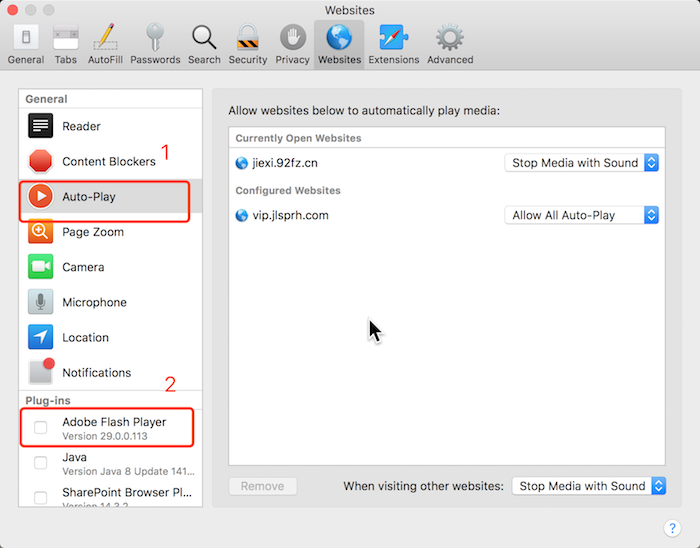 Websites
General Tabs AutoFill Passwords Search Security Privacy Websites Extensions Advanced
General
Reader
Content Blockers
1
Auto-Play
Page Zoom
Camera
Microphone
Location
Notifications
2
Plug-ins
Adobe Flash Player
Version 29.0.0.113
Java
Version Java 8 Update 141...
SharePoint Browser Pl...
Version 14.3.2
Allow websites below to automatically play media:
Currently Open Websites
jiexi.92fz.cn Stop Media with Sound
Configured Websites
vip.jlsprh.com Allow All Auto-Play
Remove When visiting other websites: Stop Media with Sound
?